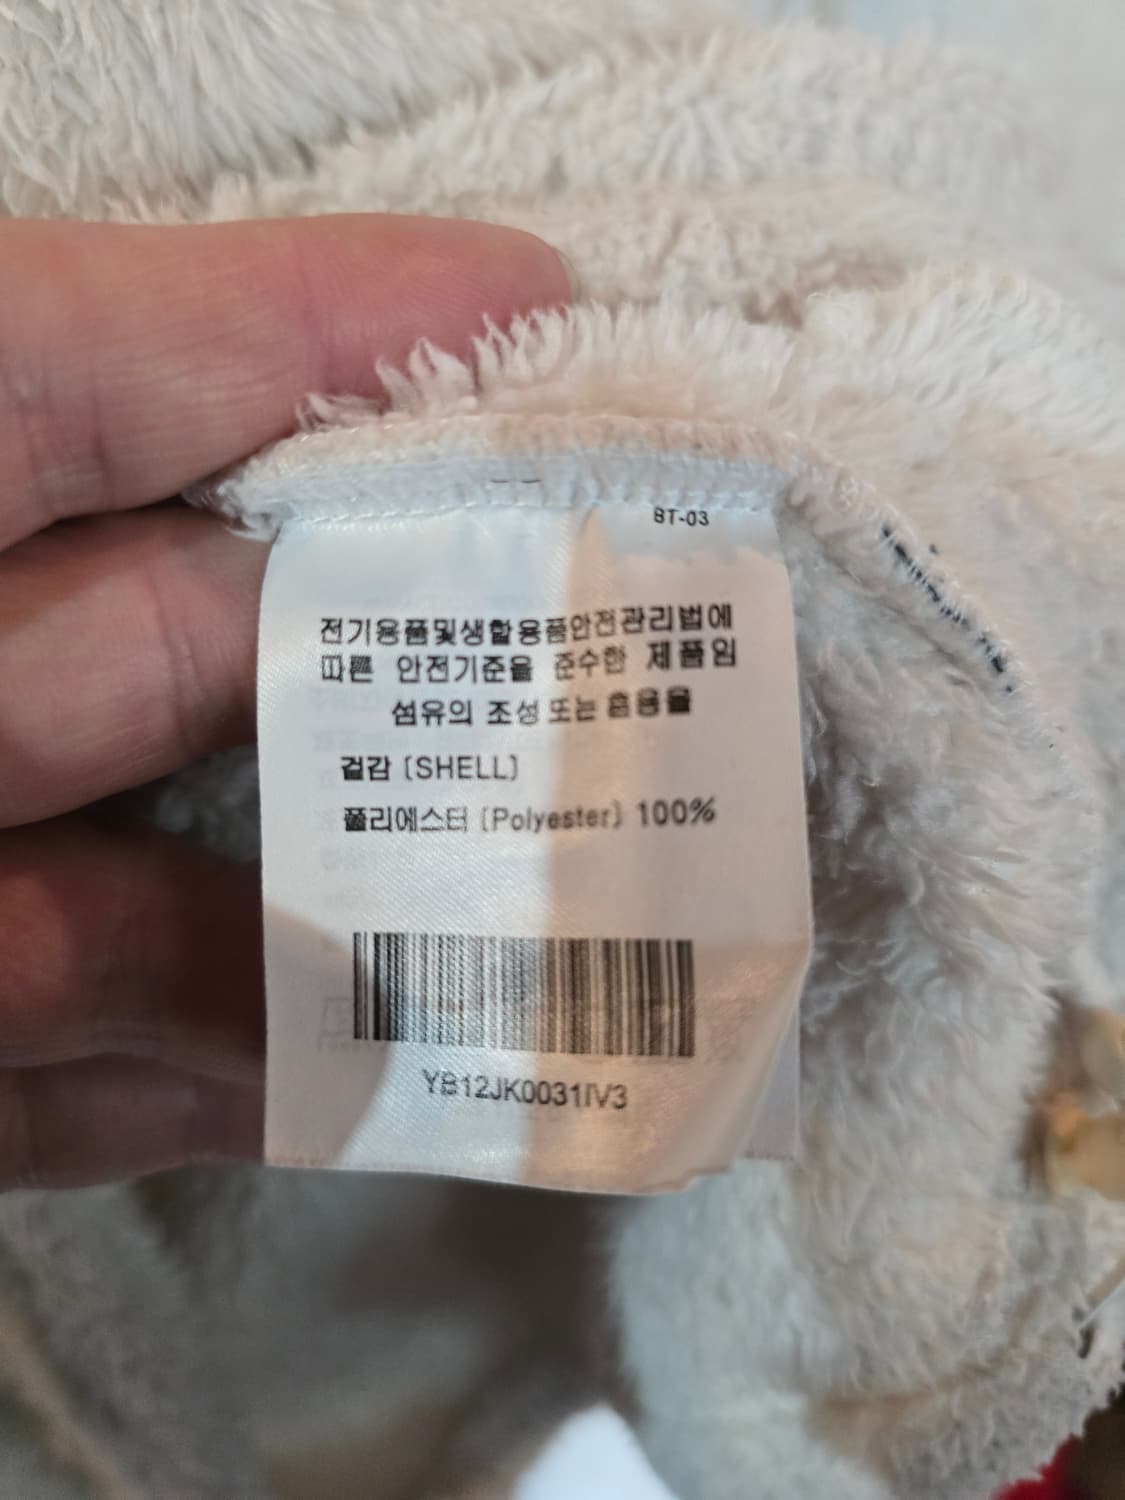 BT-03
전기용품및생활용품안전관리법에
따른 안전기준을 준수한 제품임
섬유의 조성 또는 혼용율
겉감 (SHELL)
폴리에스터 (Polyester) 100%
YB12JK0031IV3